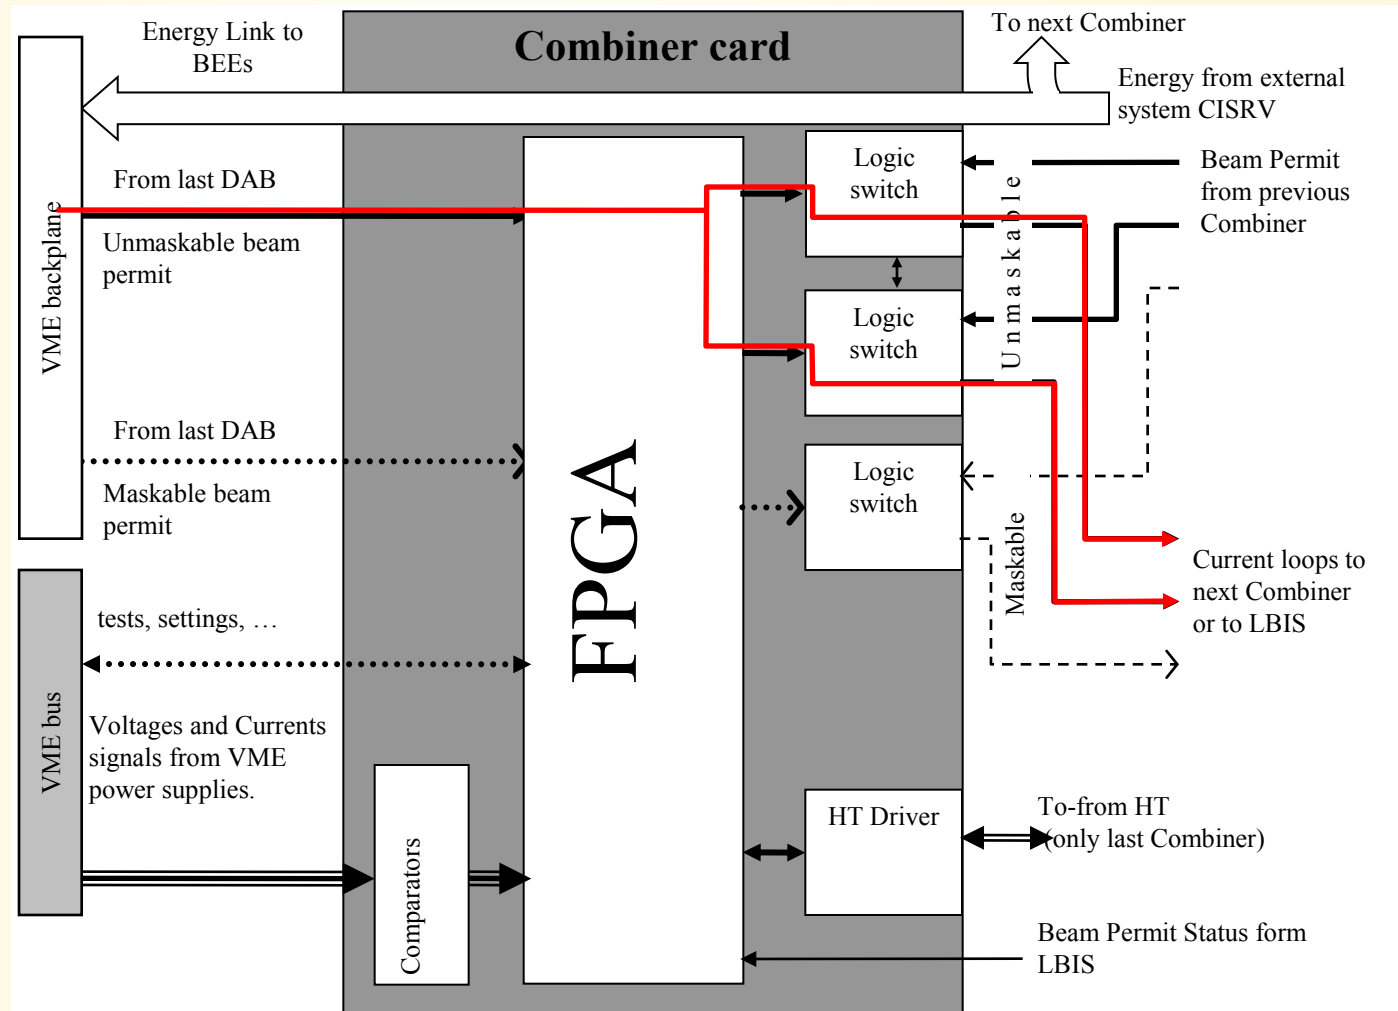 Energy Link to
BEEs
Combiner card
To next Combiner
Energy from external
system CISRV
From last DAB
Unmaskable beam
permit
VME backplane
Logic
switch
Unmaskable
Beam Permit
from previous
Combiner
Logic
switch
From last DAB
Maskable beam
permit
FPGA
Logic
switch
Maskable
Current loops to
next Combiner
or to LBIS
VME bus
tests, settings, …
Voltages and Currents
signals from VME
power supplies.
Comparators
HT Driver
To-from HT
(only last Combiner)
Beam Permit Status form
LBIS